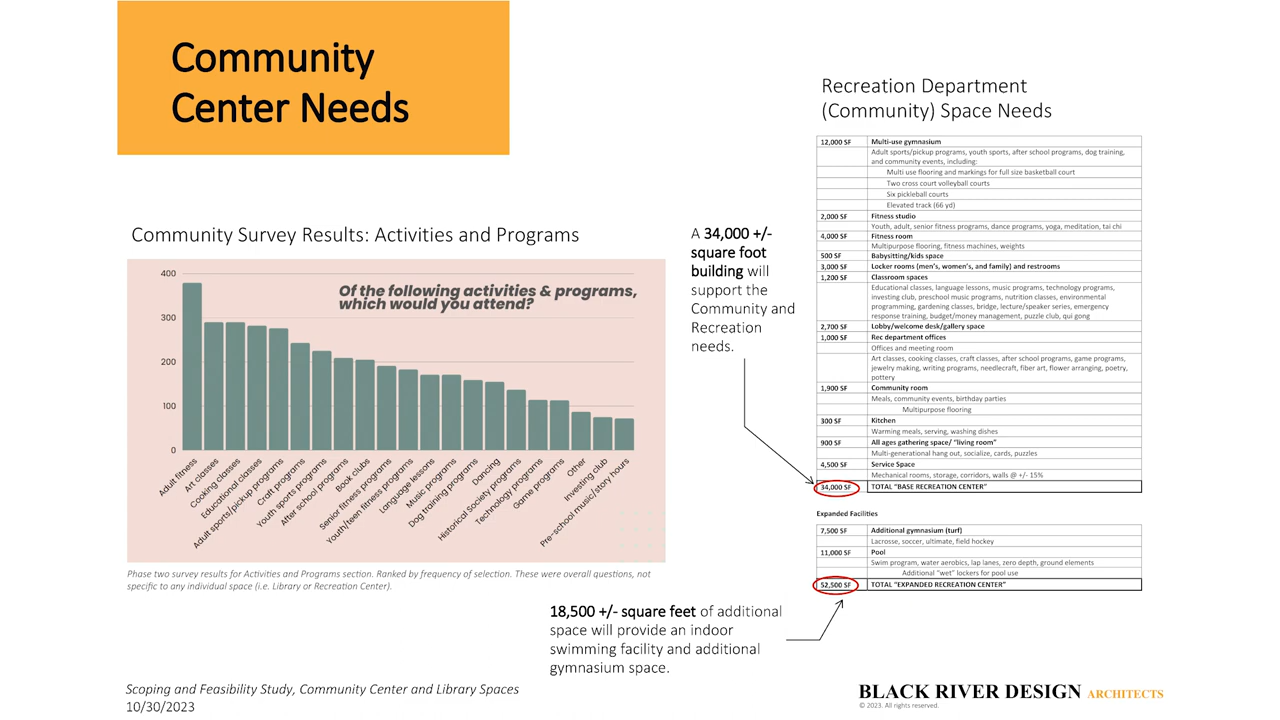 Community
Center Needs
Community Survey Results: Activities and Programs
Of the following activities & programs,
which would you attend?
400
300
200
100
0
Adult fitness
Art classes
Cooking classes
Educational classes
Adult sports/pickup programs
Craft programs
Youth sports programs
After school programs
Book clubs
Senior fitness programs
Youth/teen fitness programs
Language lessons
Music programs
Dog training programs
Dancing
Historical Society programs
Technology programs
Game programs
Other
Investing club
Pre-school music/story hours
Phase two survey results for Activities and Programs section. Ranked by frequency of selection. These were overall questions, not
specific to any individual space (i.e. Library or Recreation Center).
A 34,000 +/-
square foot
building will
support the
Community and
Recreation
needs.
Recreation Department
(Community) Space Needs
12,000 SF Multi-use gymnasium
Adult sports/pickup programs, youth sports, after school programs, dog training,
and community events, including:
Multi use flooring and markings for full size basketball court
Two cross court volleyball courts
Six pickleball courts
Elevated track (66 yd)
2,000 SF Fitness studio
Youth, adult, senior fitness programs, dance programs, yoga, meditation, tai chi
4,000 SF Fitness room
Multipurpose flooring, fitness machines, weights
500 SF Babysitting/kids space
3,000 SF Locker rooms (men's, women's, and family) and restrooms
1,200 SF Classroom spaces
Educational classes, language lessons, music programs, technology programs,
investing club, preschool music programs, nutrition classes, environmental
programming, gardening classes, bridge, lecture/speaker series, emergency
response training, budget/money management, puzzle club, qui gong
2,700 SF Lobby/welcome desk/gallery space
1,000 SF Rec department offices
Offices and meeting room
Art classes, cooking classes, craft classes, after school programs, game programs,
jewelry making, writing programs, needlecraft, fiber art, flower arranging, poetry,
pottery
1,900 SF Community room
Meals, community events, birthday parties
Multipurpose flooring
300 SF Kitchen
Warming meals, serving, washing dishes
900 SF All ages gathering space/ "living room"
Multi-generational hang out, socialize, cards, puzzles
4,500 SF Service Space
Mechanical rooms, storage, corridors, walls @ +/- 15%
34,000 SF TOTAL "BASE RECREATION CENTER"
Expanded Facilities
7,500 SF Additional gymnasium (turf)
Lacrosse, soccer, ultimate, field hockey
11,000 SF Pool
Swim program, water aerobics, lap lanes, zero depth, ground elements
Additional "wet" lockers for pool use
52,500 SF TOTAL "EXPANDED RECREATION CENTER"
18,500 +/- square feet of additional
space will provide an indoor
swimming facility and additional
gymnasium space.
Scoping and Feasibility Study, Community Center and Library Spaces
10/30/2023
BLACK RIVER DESIGN ARCHITECTS
© 2023. All rights reserved.